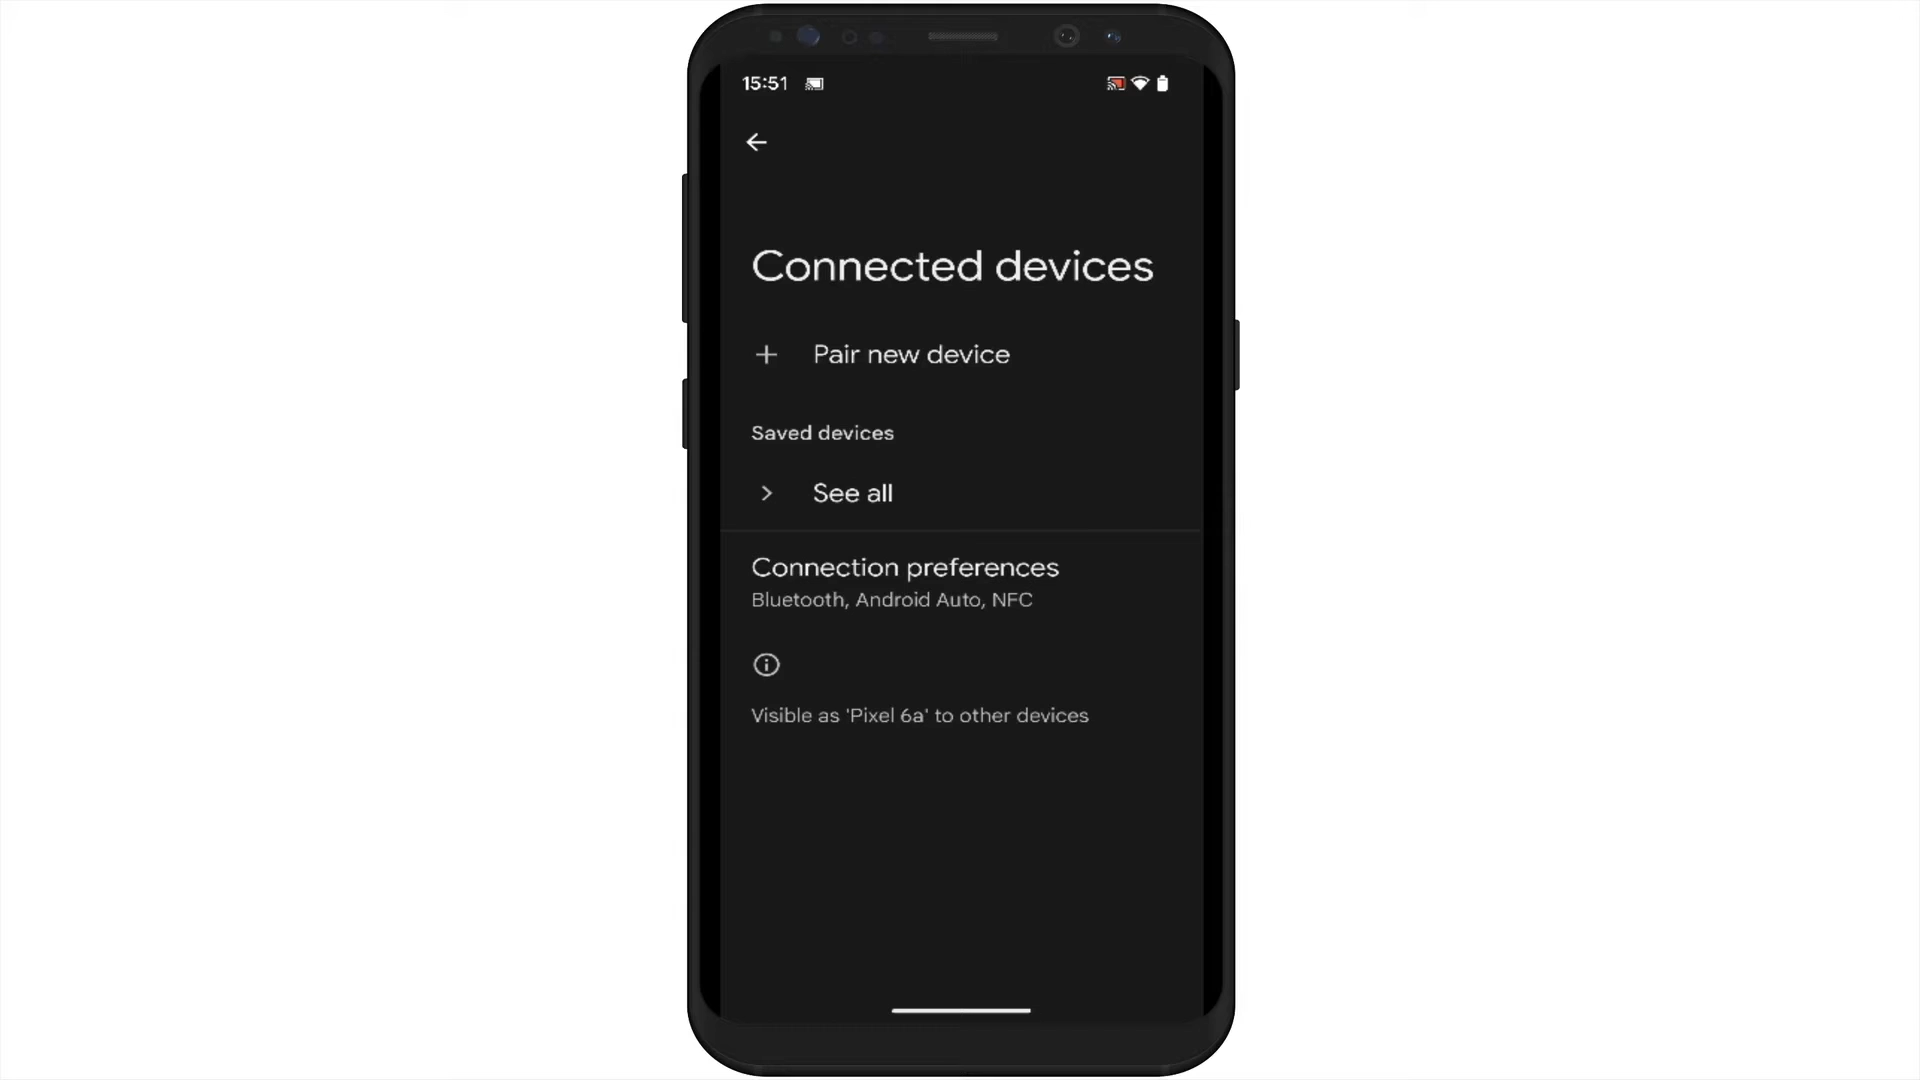 15:51
Connected devices
Pair new device
Saved devices
See all
Connection preferences
Bluetooth, Android Auto, NFC
Visible as 'Pixel 6a' to other devices